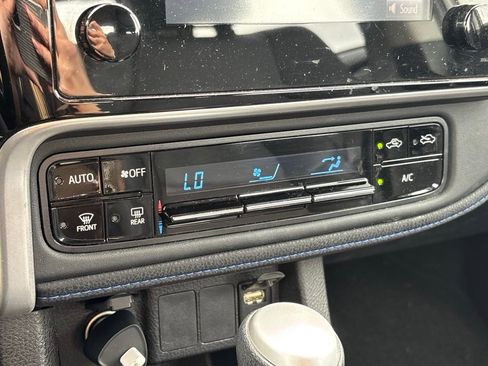 Sound
AUTO
OFF
LO
A/C
FRONT
REAR